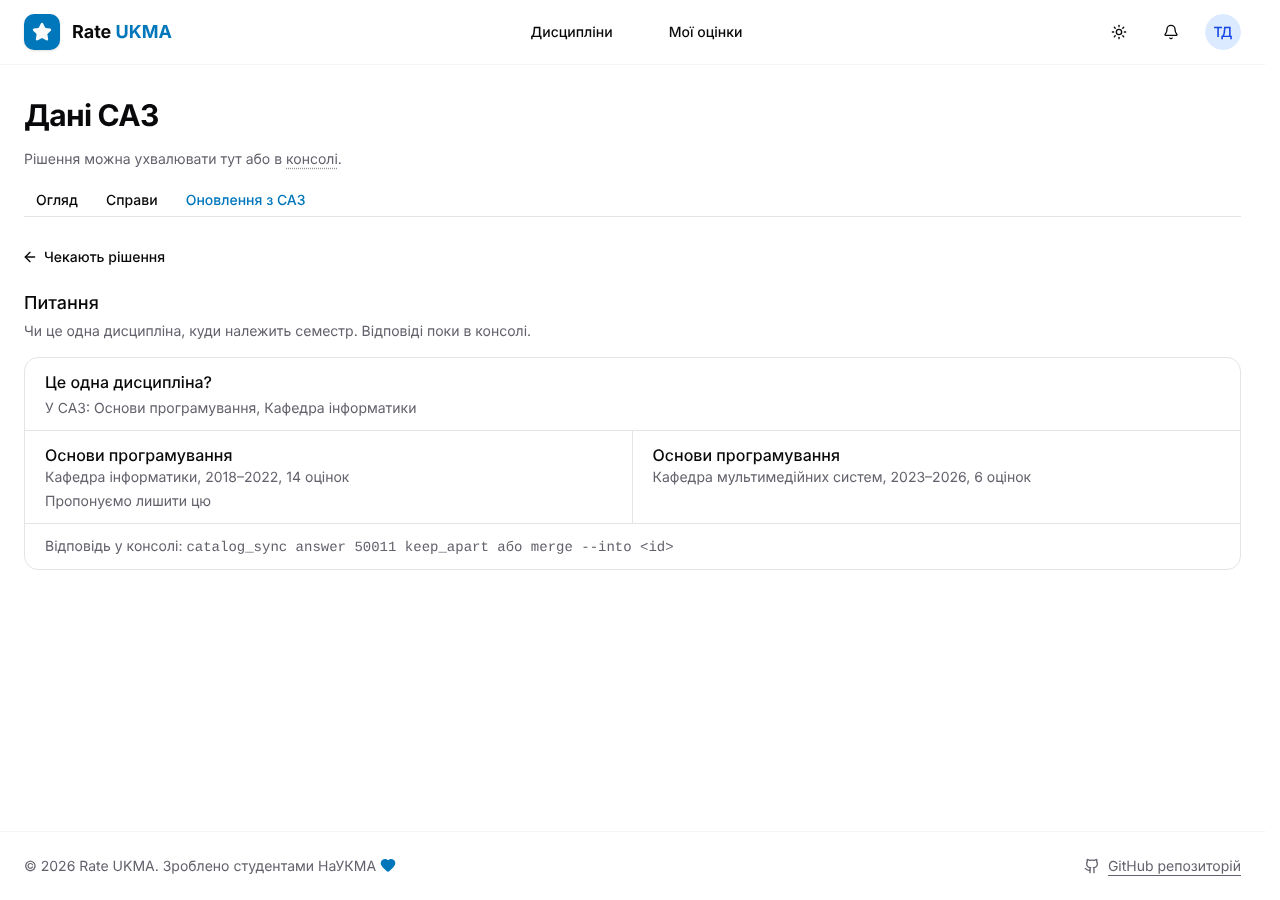 Rate UKMA
Дисципліни
Мої оцінки
ТД
Дані САЗ
Рішення можна ухвалювати тут або в консолі.
Огляд
Справи
Оновлення з САЗ
Чекають рішення
Питання
Чи це одна дисципліна, куди належить семестр. Відповіді поки в консолі.
Це одна дисципліна?
У САЗ: Основи програмування, Кафедра інформатики
Основи програмування
Кафедра інформатики, 2018–2022, 14 оцінок
Пропонуємо лишити цю
Основи програмування
Кафедра мультимедійних систем, 2023–2026, 6 оцінок
Відповідь у консолі: catalog_sync answer 50011 keep_apart або merge --into <id>
© 2026 Rate UKMA. Зроблено студентами НаУКМА
GitHub репозиторій